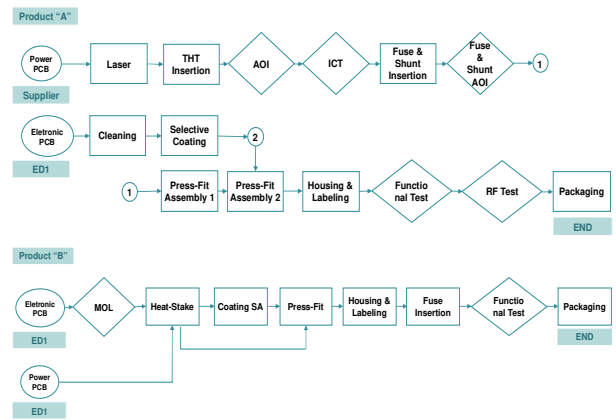 Product “A”
Power
PCB
Laser
THT
Insertion
AOI
ICT
Fuse &
Shunt
Insertion
Fuse
&
Shunt
AOI
1
Supplier
Eletronic
PCB
Cleaning
Selective
Coating
2
ED1
1
Press-Fit
Assembly 1
Press-Fit
Assembly 2
Housing &
Labeling
Functio
nal Test
RF Test
Packaging
END
Product “B”
Eletronic
PCB
MOL
Heat-Stake
Coating SA
Press-Fit
Housing &
Labeling
Fuse
Insertion
Functio
nal Test
Packaging
ED1
END
Power
PCB
ED1